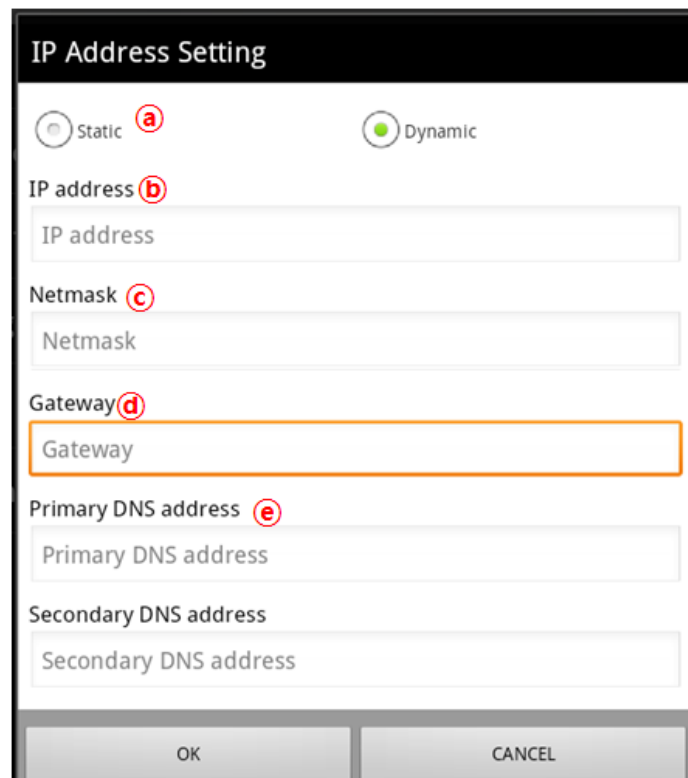 IP Address Setting
Static ⓐ Dynamic
IP address ⓑ
IP address
Netmask ⓒ
Netmask
Gateway ⓓ
Gateway
Primary DNS address ⓔ
Primary DNS address
Secondary DNS address
Secondary DNS address
OK CANCEL